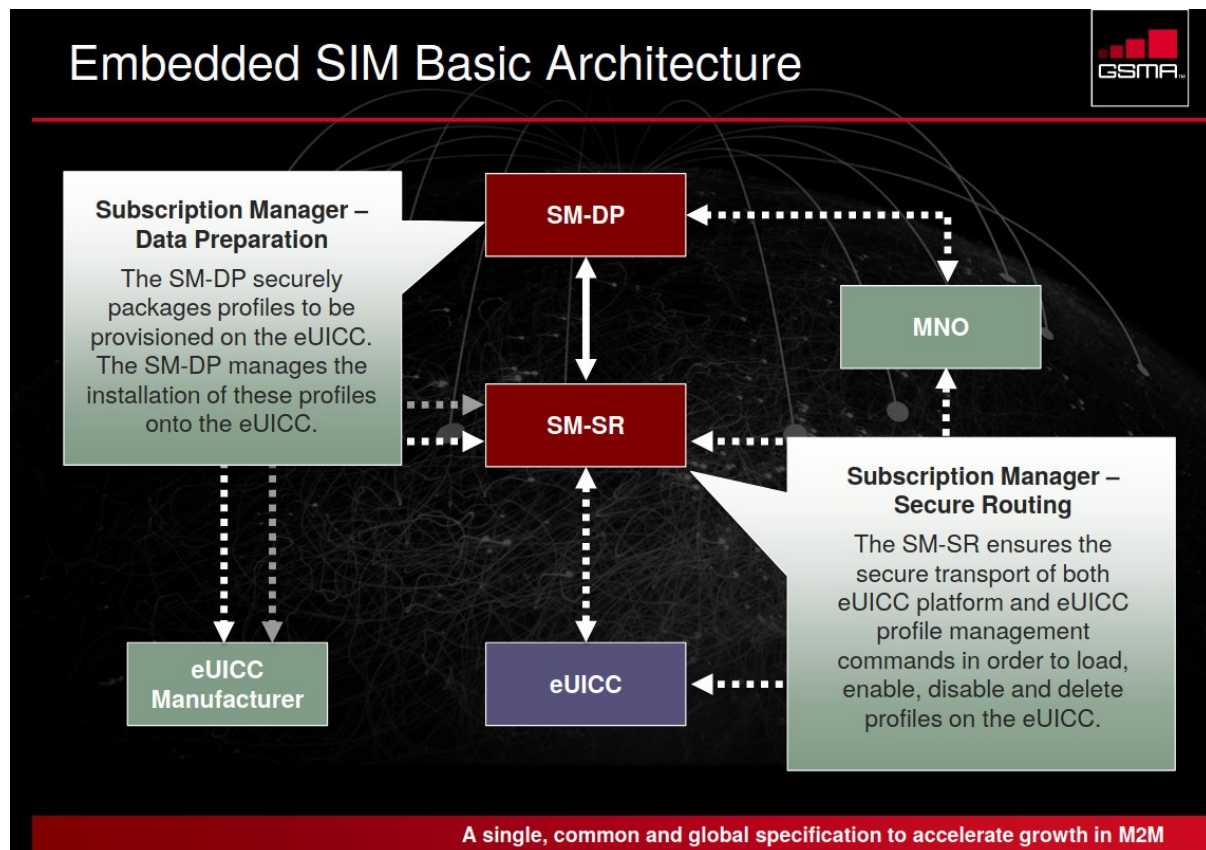 Embedded SIM Basic Architecture
GSMA™
Subscription Manager –
Data Preparation
The SM-DP securely
packages profiles to be
provisioned on the eUICC.
The SM-DP manages the
installation of these profiles
onto the eUICC.
SM-DP
MNO
SM-SR
Subscription Manager –
Secure Routing
The SM-SR ensures the
secure transport of both
eUICC platform and eUICC
profile management
commands in order to load,
enable, disable and delete
profiles on the eUICC.
eUICC
Manufacturer
eUICC
A single, common and global specification to accelerate growth in M2M